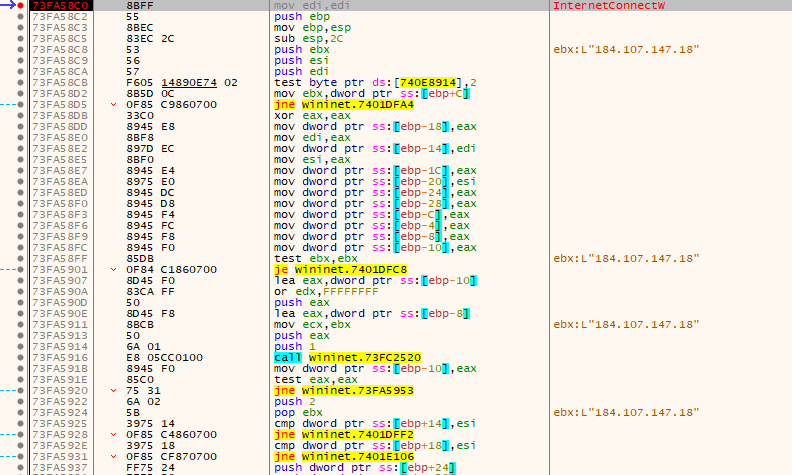 73FA58C0 8BFF mov edi,edi InternetConnectW
73FA58C2 55 push ebp
73FA58C3 8BEC mov ebp,esp
73FA58C5 83EC 2C sub esp,2C
73FA58C8 53 push ebx ebx:L"184.107.147.18"
73FA58C9 56 push esi
73FA58CA 57 push edi
73FA58CB F605 14890E74 02 test byte ptr ds:[740E8914],2
73FA58D2 8B5D 0C mov ebx,dword ptr ss:[ebp+C]
73FA58D5 0F85 C9860700 jne wininet.7401DFA4
73FA58DB 33C0 xor eax,eax
73FA58DD 8945 E8 mov dword ptr ss:[ebp-18],eax
73FA58E0 8BF8 mov edi,eax
73FA58E2 897D EC mov dword ptr ss:[ebp-14],edi
73FA58E5 8BF0 mov esi,eax
73FA58E7 8945 E4 mov dword ptr ss:[ebp-1C],eax
73FA58EA 8975 E0 mov dword ptr ss:[ebp-20],esi
73FA58ED 8945 DC mov dword ptr ss:[ebp-24],eax
73FA58F0 8945 D8 mov dword ptr ss:[ebp-28],eax
73FA58F3 8945 F4 mov dword ptr ss:[ebp-C],eax
73FA58F6 8945 FC mov dword ptr ss:[ebp-4],eax
73FA58F9 8945 F8 mov dword ptr ss:[ebp-8],eax
73FA58FC 8945 F0 mov dword ptr ss:[ebp-10],eax
73FA58FF 85DB test ebx,ebx ebx:L"184.107.147.18"
73FA5901 0F84 C1860700 je wininet.7401DFC8
73FA5907 8D45 F0 lea eax,dword ptr ss:[ebp-10]
73FA590A 83CA FF or edx,FFFFFFFF
73FA590D 50 push eax
73FA590E 8D45 F8 lea eax,dword ptr ss:[ebp-8]
73FA5911 8BCB mov ecx,ebx ebx:L"184.107.147.18"
73FA5913 50 push eax
73FA5914 6A 01 push 1
73FA5916 E8 05CC0100 call wininet.73FC2520
73FA591B 8945 F0 mov dword ptr ss:[ebp-10],eax
73FA591E 85C0 test eax,eax
73FA5920 75 31 jne wininet.73FA5953
73FA5922 6A 02 push 2
73FA5924 5B pop ebx ebx:L"184.107.147.18"
73FA5925 3975 14 cmp dword ptr ss:[ebp+14],esi
73FA5928 0F85 C4860700 jne wininet.7401DFF2
73FA592E 3975 18 cmp dword ptr ss:[ebp+18],esi
73FA5931 0F85 CF870700 jne wininet.7401E106
73FA5937 FF75 24 push dword ptr ss:[ebp+24]